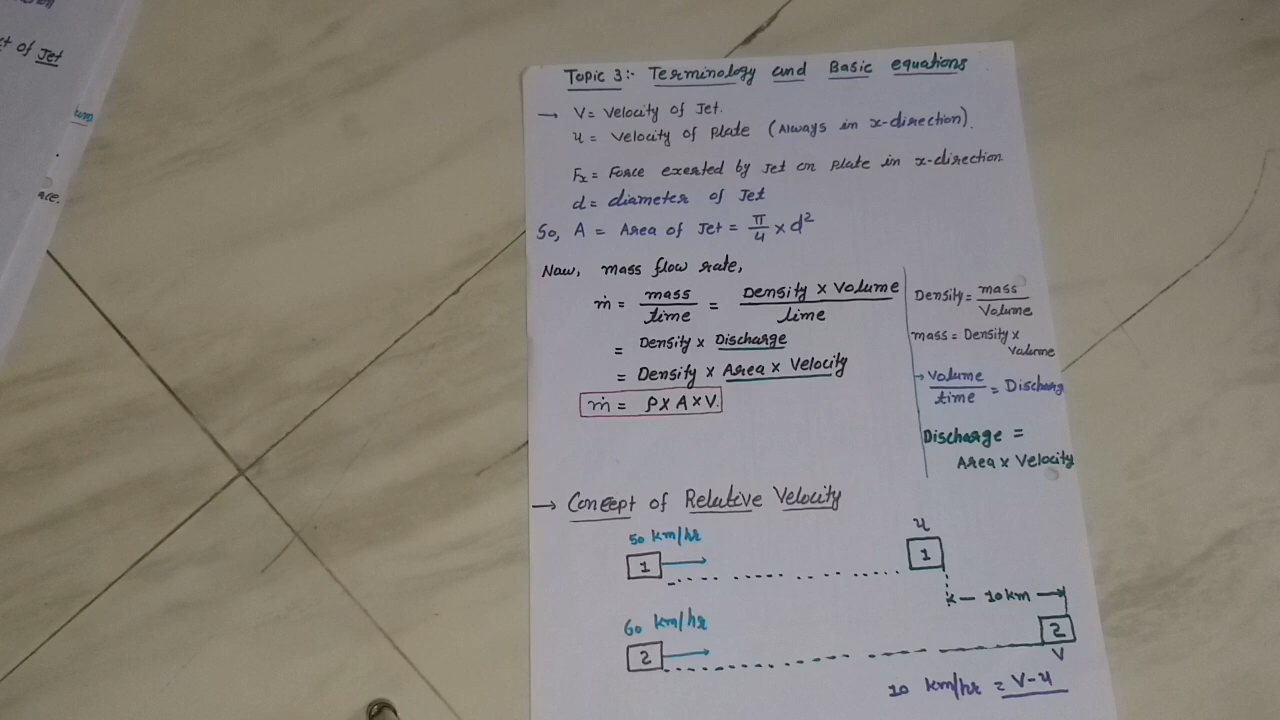 ct of Jet
ace.
Topic 3:- Terminology and Basic equations
→ V = Velocity of Jet.
u = Velocity of plate (Always in x-direction).
Fx = Force exerted by Jet on plate in x-direction
d = diameter of Jet
So, A = Area of Jet = π/4 × d²
Now, mass flow rate,
ṁ = mass/time = Density × Volume/time
= Density × Discharge
= Density × Area × Velocity
ṁ = ρ × A × V.
Density = mass/Volume
mass = Density ×
Volume
→ Volume/time = Discharg
Discharge =
Area × Velocity
→ Concept of Relative Velocity
50 km/hr
1
u
1
10 km
60 km/hr
2
2
V
10 km/hr = V-u